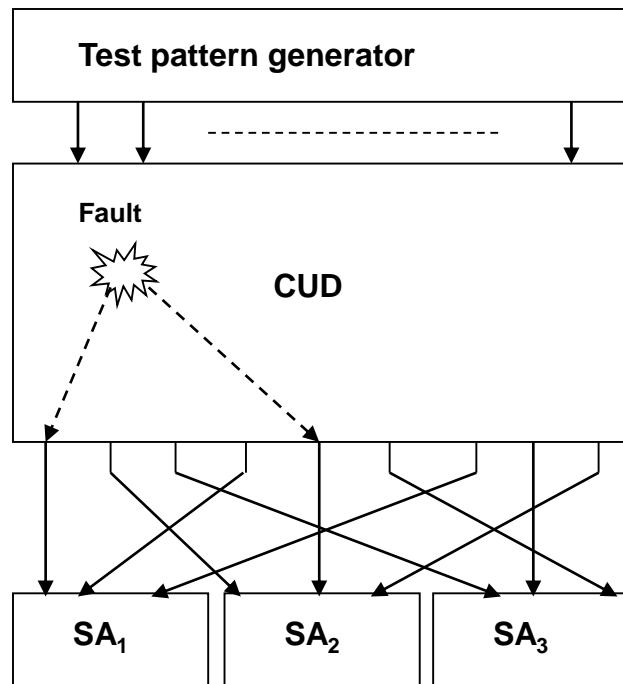 Test pattern generator
Fault
CUD
SA₁ SA₂ SA₃